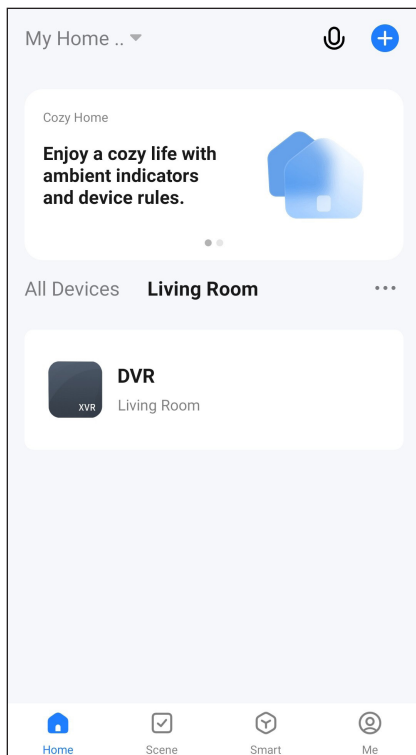 My Home ..
Cozy Home
Enjoy a cozy life with
ambient indicators
and device rules.
All Devices Living Room
DVR
XVR
Living Room
Home Scene Smart Me